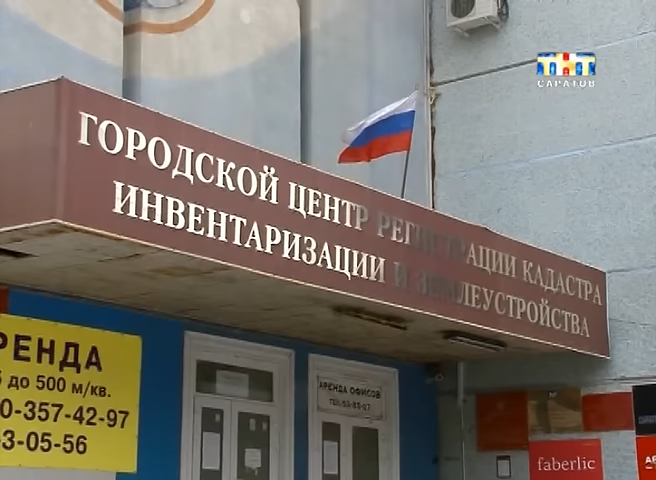 ТНТ
САРАТОВ
ГОРОДСКОЙ ЦЕНТР РЕГИСТРАЦИИ КАДАСТРА
ИНВЕНТАРИЗАЦИИ И ЗЕМЛЕУСТРОЙСТВА
РЕНДА
до 500 м/кв.
0-357-42-97
3-05-56
АРЕНДА ОФИСОВ
faberlic